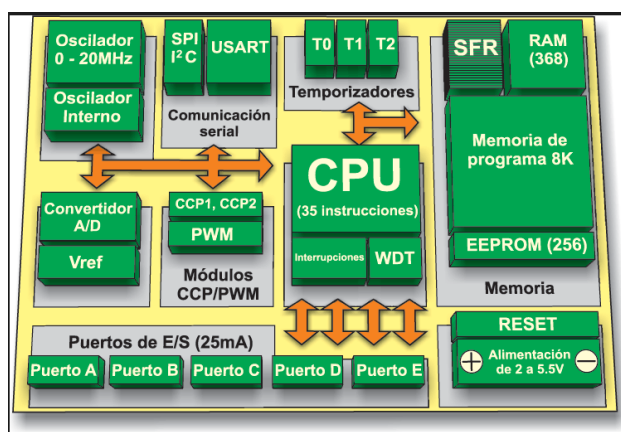 Oscilador
0 - 20MHz
Oscilador
Interno
SPI
I²C
USART
Comunicación
serial
T0
T1
T2
Temporizadores
SFR
RAM
(368)
Memoria de
programa 8K
EEPROM (256)
Memoria
Convertidor
A/D
Vref
CCP1, CCP2
PWM
Módulos
CCP/PWM
CPU
(35 instrucciones)
Interrupciones
WDT
Puertos de E/S (25mA)
Puerto A
Puerto B
Puerto C
Puerto D
Puerto E
RESET
+
Alimentación
de 2 a 5.5V
−